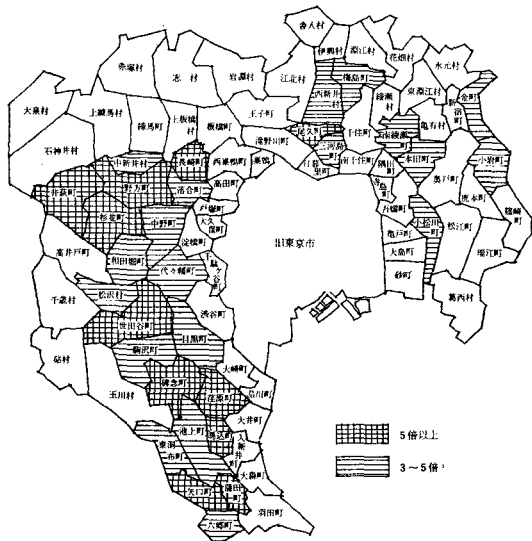 舎人村
伊興村
淵江村
花畑村
水元村
赤塚村
志村
岩淵町
江北村
西新井村
梅島町
綾瀬村
東淵江村
新宿町
金町
大泉村
上練馬村
練馬町
上板橋村
板橋町
王子町
滝野川町
尾久町
三河島町
千住町
南千住町
南綾瀬町
亀有村
石神井村
中新井村
長崎町
西巣鴨町
巣鴨町
日暮里町
隅田町
寺島町
本田町
奥戸町
小岩町
井荻町
野方町
落合町
高田町
戸塚町
杉並町
中野町
大久保町
淀橋町
吾嬬町
亀戸町
大島町
砂町
小松川町
松江町
鹿本村
篠崎村
瑞江村
葛西村
高井戸町
和田堀町
代々幡町
千駄ヶ谷町
旧東京市
千歳村
松沢村
世田谷町
渋谷町
砧村
駒沢町
目黒町
玉川村
碑衾町
荏原町
大崎町
品川町
大井町
池上町
馬込町
入新井町
東調布町
大森町
矢口町
蒲田町
羽田町
六郷町
5倍以上
3〜5倍